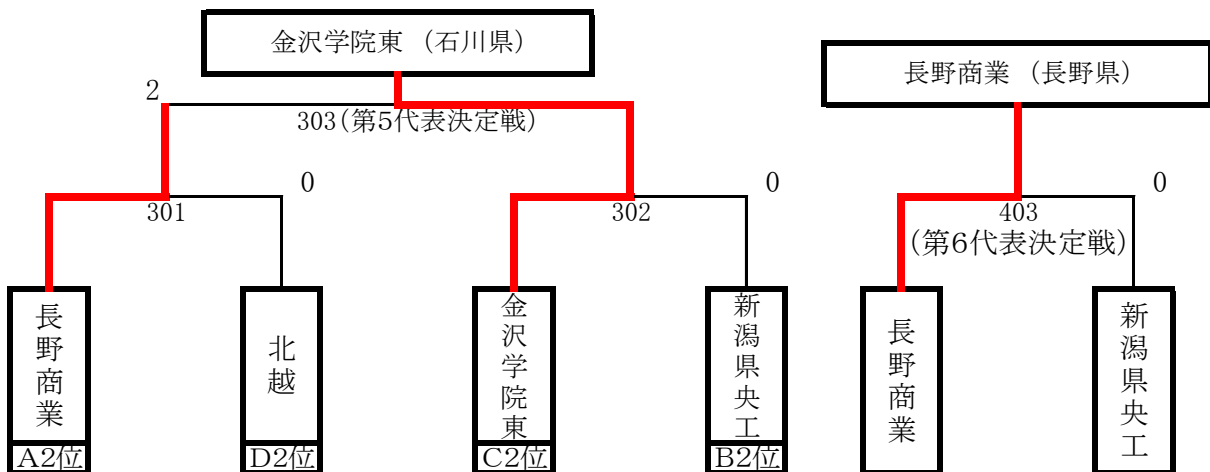 金沢学院東 (石川県)
長野商業 (長野県)
2
303(第5代表決定戦)
0
0
0
301
302
403
(第6代表決定戦)
長野商業
北越
金沢学院東
新潟県央工
長野商業
新潟県央工
A2位
D2位
C2位
B2位